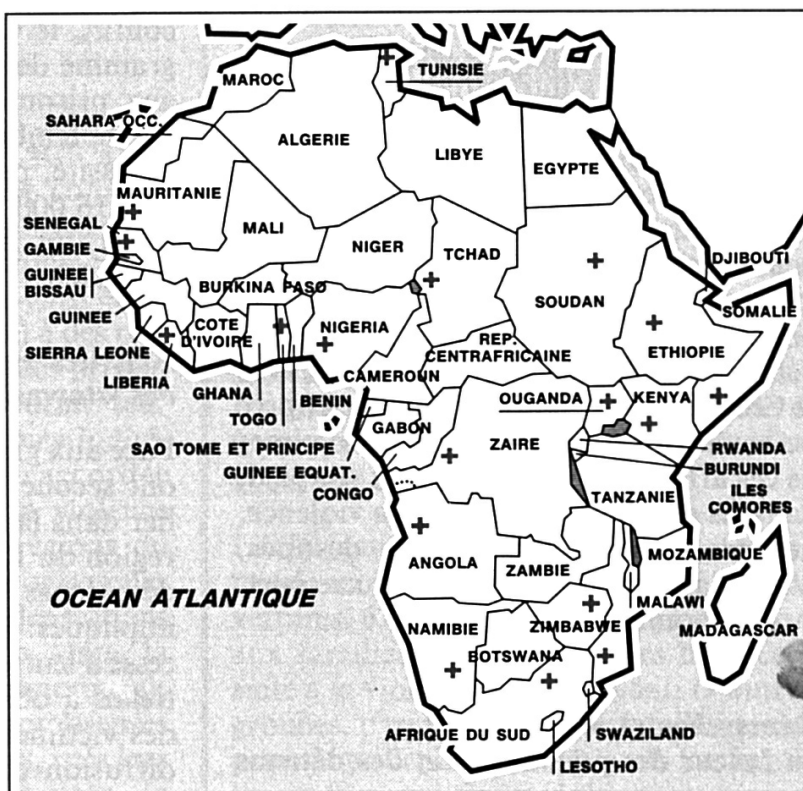 MAROC
TUNISIE
SAHARA OCC.
ALGERIE
LIBYE
EGYPTE
MAURITANIE
MALI
NIGER
TCHAD
SENEGAL
GAMBIE
GUINEE
BISSAU
BURKINA FASO
SOUDAN
DJIBOUTI
SOMALIE
GUINEE
COTE
D'IVOIRE
NIGERIA
REP.
CENTRAFRICAINE
ETHIOPIE
SIERRA LEONE
LIBERIA
GHANA
TOGO
BENIN
CAMEROUN
OUGANDA
KENYA
GABON
ZAIRE
SAO TOME ET PRINCIPE
GUINEE EQUAT.
CONGO
RWANDA
BURUNDI
TANZANIE
ILES
COMORES
ANGOLA
ZAMBIE
MOZAMBIQUE
MALAWI
OCEAN ATLANTIQUE
NAMIBIE
ZIMBABWE
MADAGASCAR
BOTSWANA
AFRIQUE DU SUD
SWAZILAND
LESOTHO